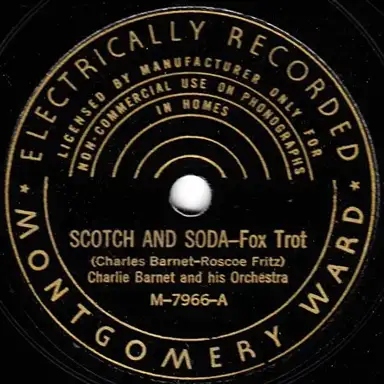 ★ ELECTRICALLY RECORDED ★
LICENSED BY MANUFACTURER ONLY FOR
NON-COMMERCIAL USE ON PHONOGRAPHS
IN HOMES
SCOTCH AND SODA–Fox Trot
(Charles Barnet–Roscoe Fritz)
Charlie Barnet and his Orchestra
M–7966–A
MONTGOMERY WARD